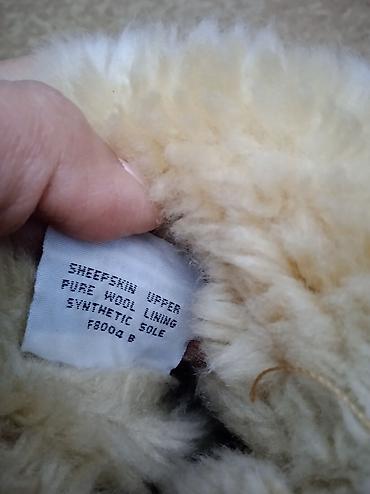 SHEEPSKIN UPPER
PURE WOOL LINING
SYNTHETIC SOLE
F8004 B